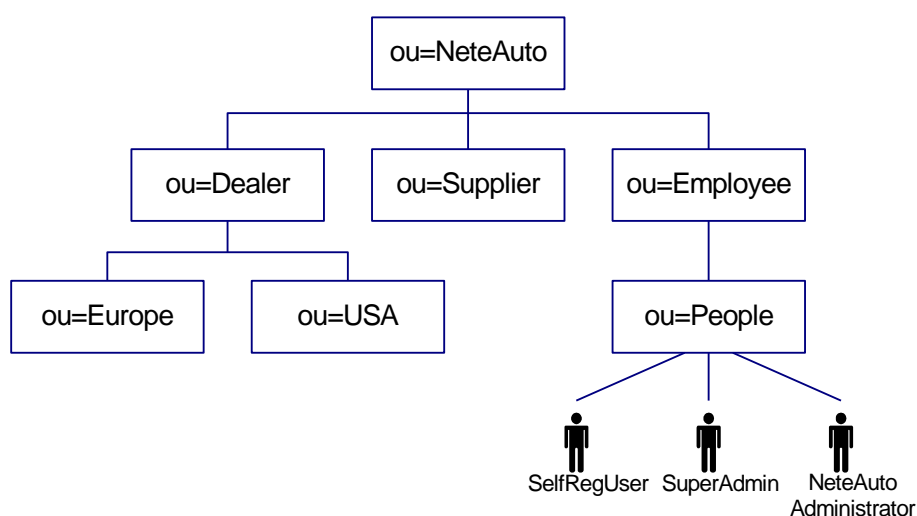 ou=NeteAuto
ou=Dealer
ou=Supplier
ou=Employee
ou=Europe
ou=USA
ou=People
SelfRegUser
SuperAdmin
NeteAuto
Administrator